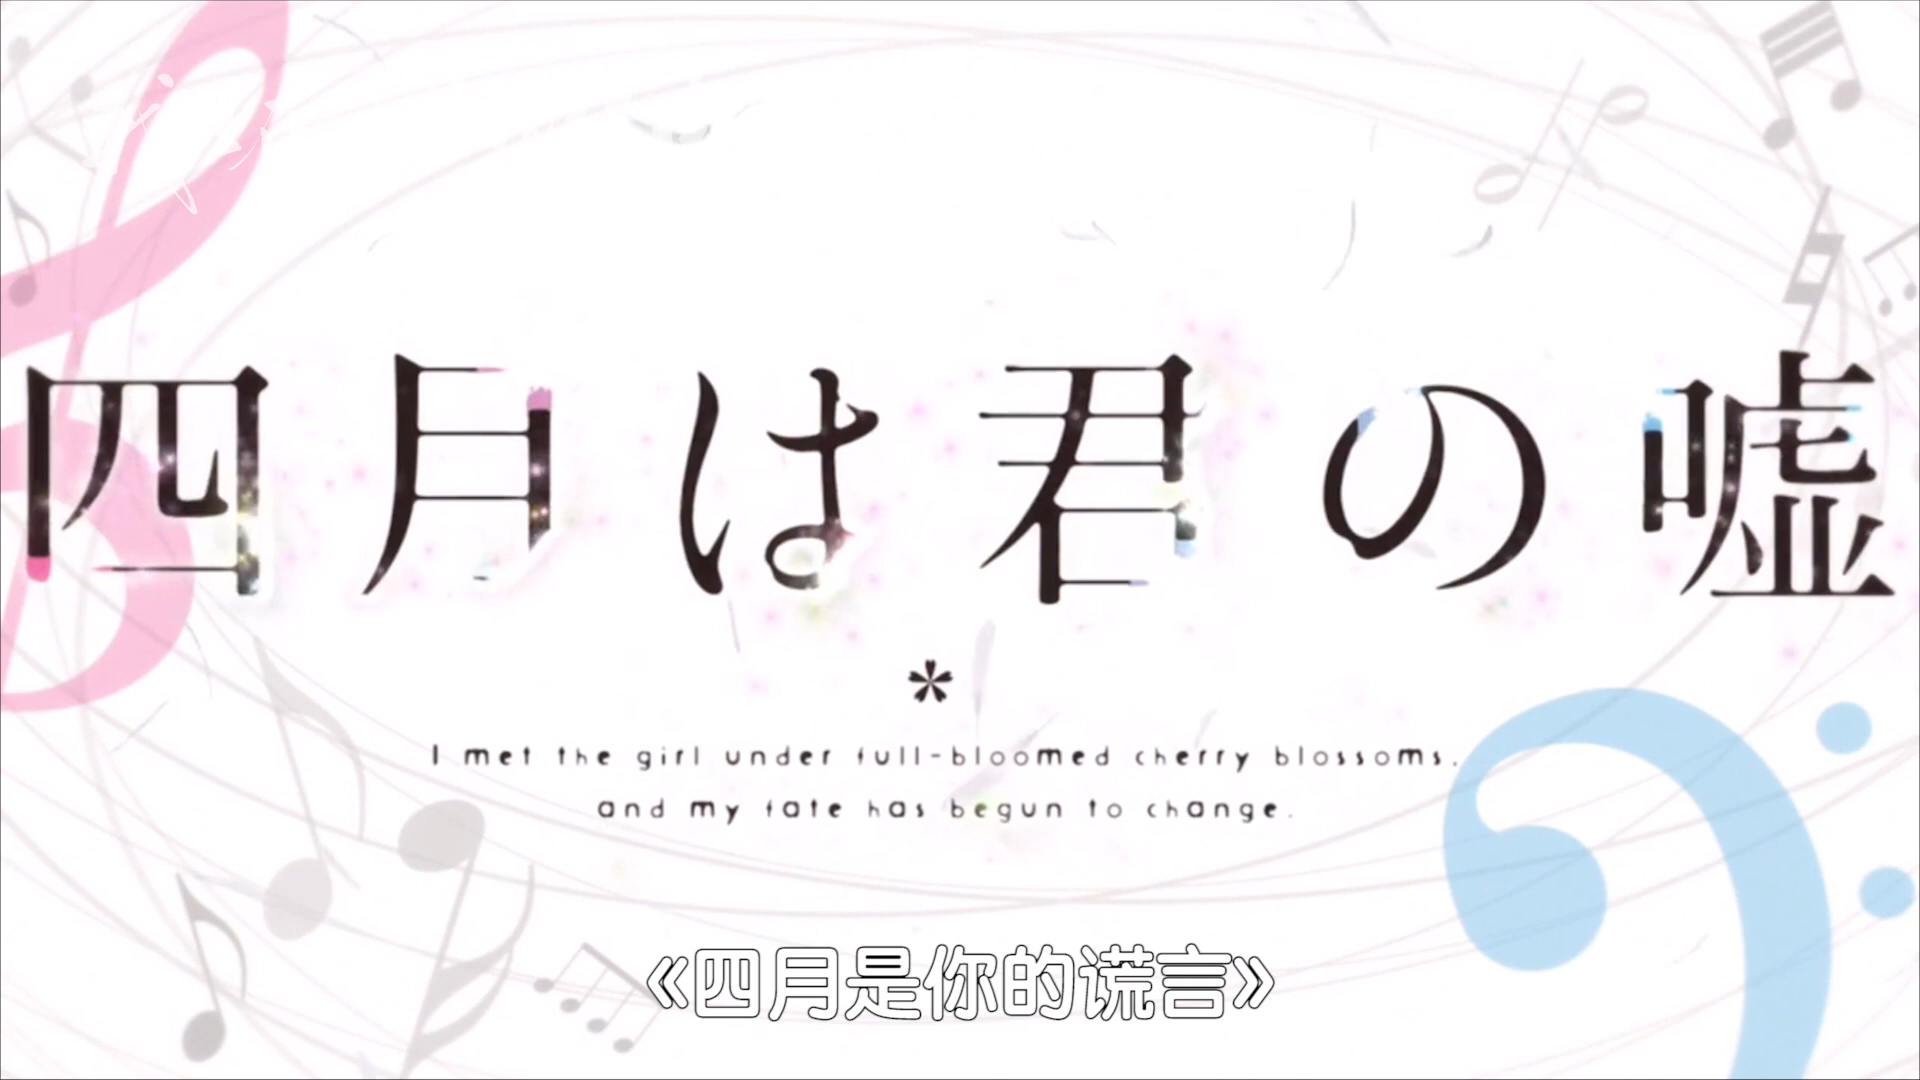 四月は君の嘘
I met the girl under full-bloomed cherry blossoms.
and my fate has begun to change.
《四月是你的谎言》